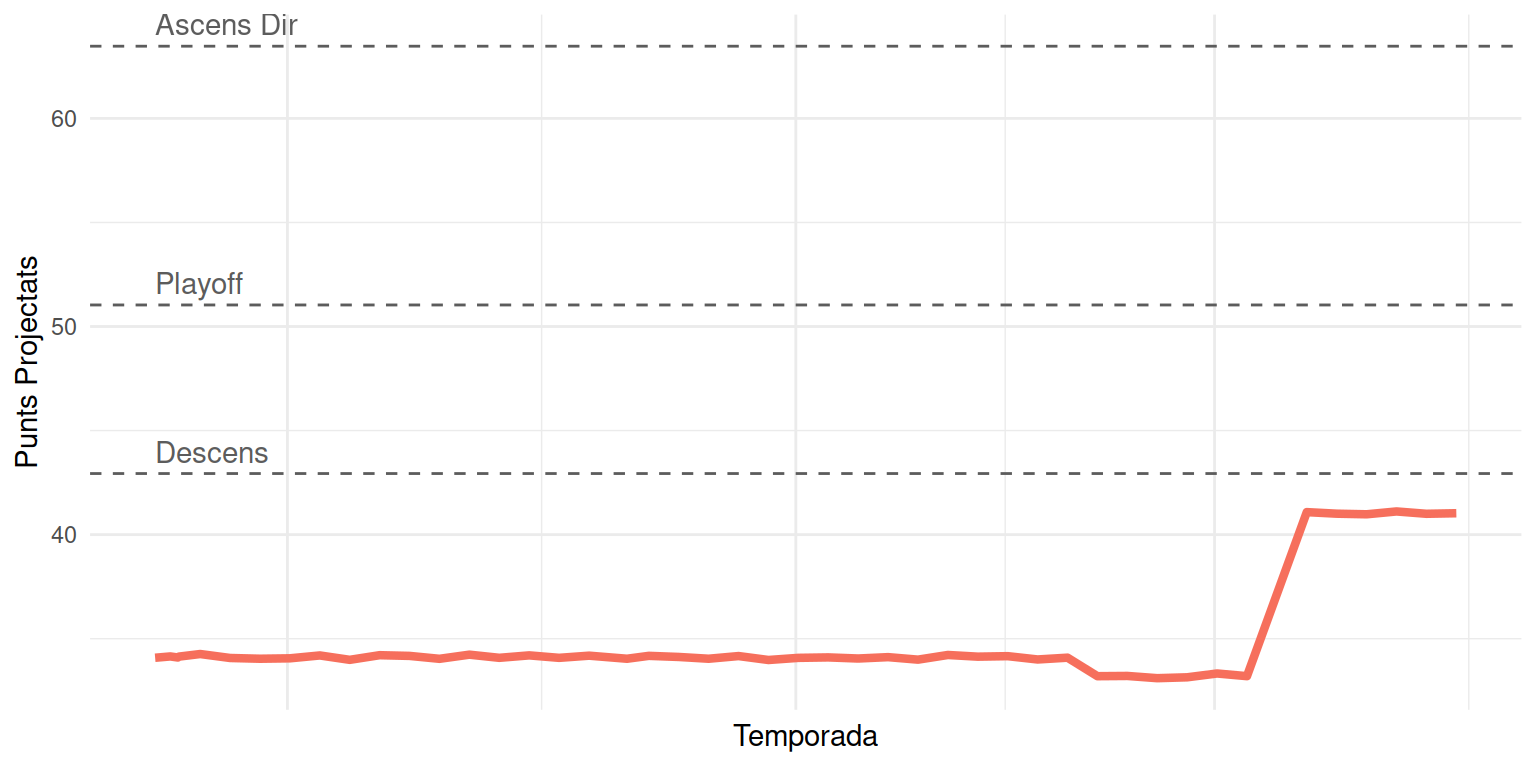 Ascens Dir
60
Playoff
50
Descens
40
Punts Projectats
Temporada